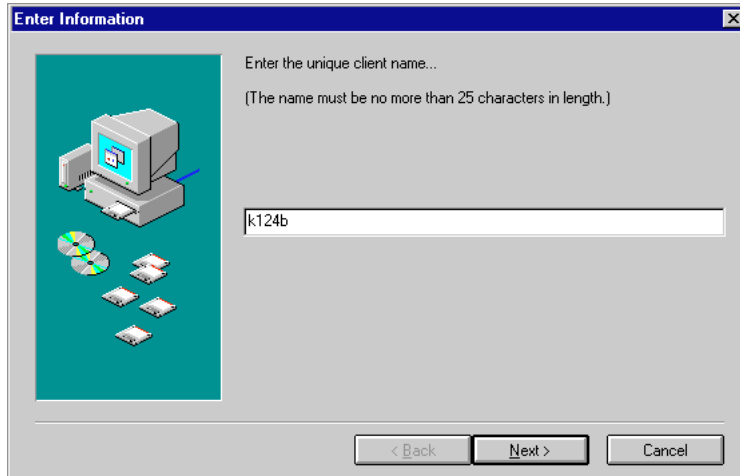 Enter Information
Enter the unique client name...
(The name must be no more than 25 characters in length.)
k124b
< Back
Next >
Cancel